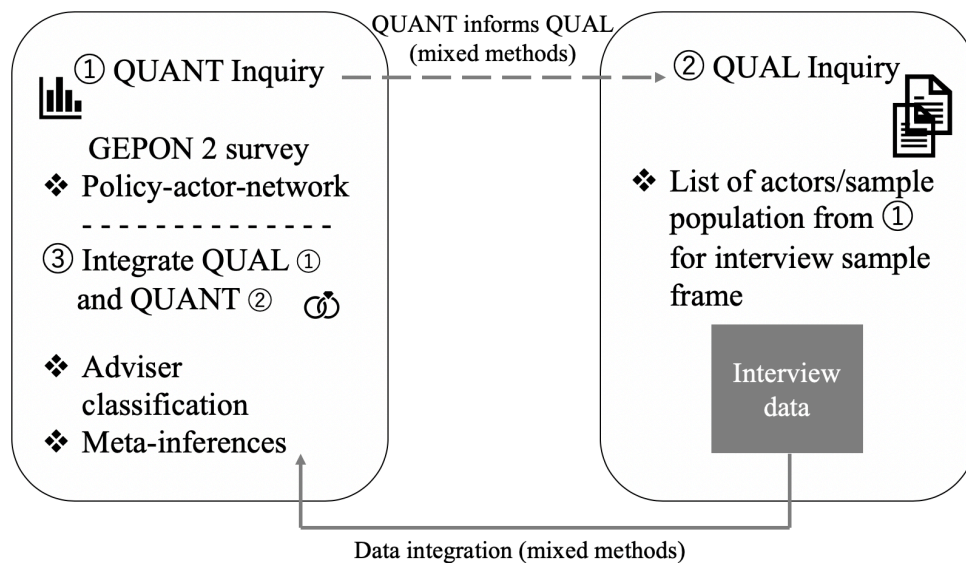 QUANT informs QUAL
(mixed methods)
① QUANT Inquiry
GEPON 2 survey
❖ Policy-actor-network
③ Integrate QUAL ①
and QUANT ②
❖ Adviser
classification
❖ Meta-inferences
② QUAL Inquiry
❖ List of actors/sample
population from ①
for interview sample
frame
Interview
data
Data integration (mixed methods)